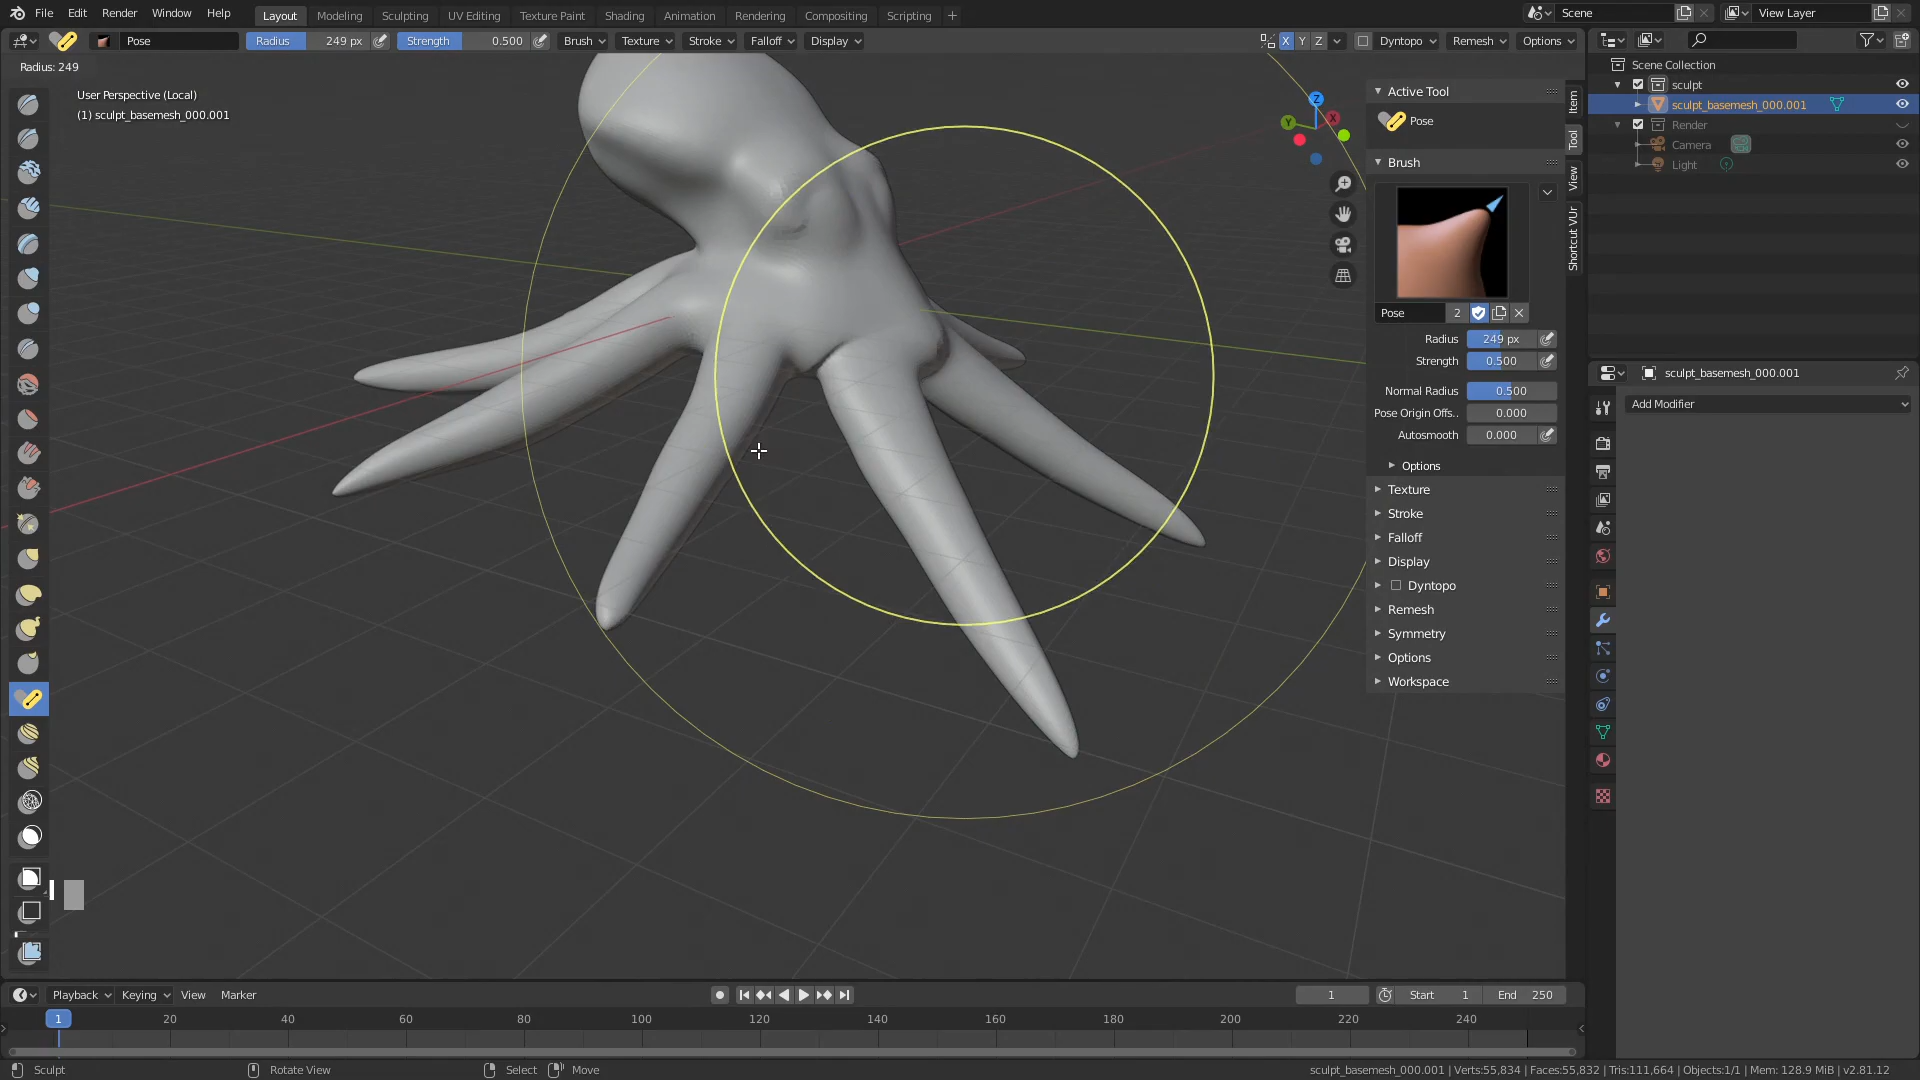 File Edit Render Window Help Layout Modeling Sculpting UV Editing Texture Paint Shading Animation Rendering Compositing Scripting + Scene View Layer
Pose Radius 249 px Strength 0.500 Brush Texture Stroke Falloff Display X Y Z Dyntopo Remesh Options
Radius: 249
Scene Collection
sculpt
sculpt_basemesh_000.001
Render
Camera
Light
User Perspective (Local)
(1) sculpt_basemesh_000.001
Z
Y
X
Active Tool
Pose
Brush
Item
Tool
View
Shortcut VUr
Pose 2
Radius 249 px
Strength 0.500
Normal Radius 0.500
Pose Origin Offs.. 0.000
Autosmooth 0.000
Options
Texture
Stroke
Falloff
Display
Dyntopo
Remesh
Symmetry
Options
Workspace
sculpt_basemesh_000.001
Add Modifier
Playback Keying View Marker 1 Start 1 End 250
1 20 40 60 80 100 120 140 160 180 200 220 240
Sculpt Rotate View Select Move sculpt_basemesh_000.001 | Verts:55,834 | Faces:55,832 | Tris:111,664 | Objects:1/1 | Mem: 128.9 MiB | v2.81.12